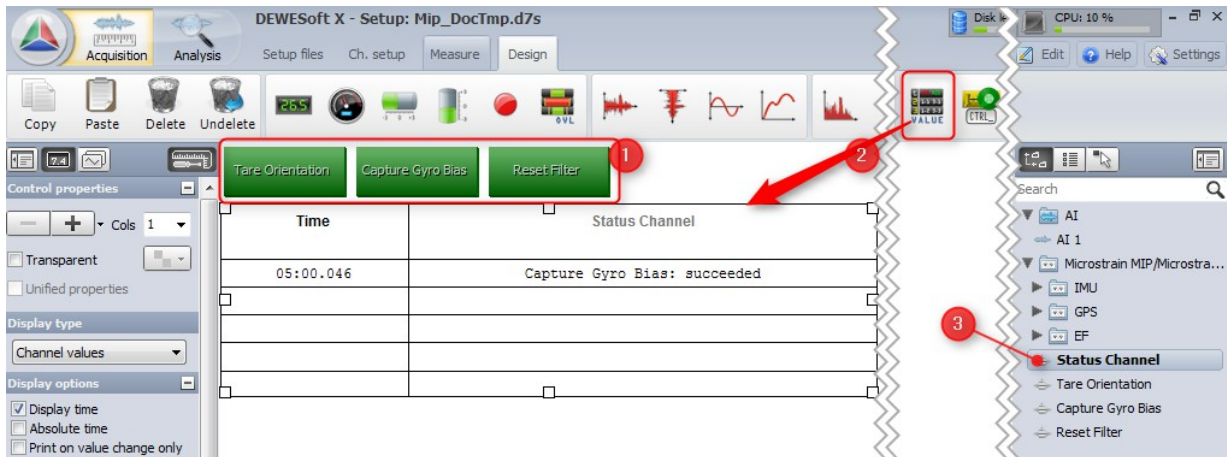 DEWESoft X - Setup: Mip_DocTmp.d7s
Disk le
CPU: 10 %
Acquisition
Analysis
Setup files
Ch. setup
Measure
Design
Edit
Help
Settings
Copy
Paste
Delete
Undelete
26.5
OVL
VALUE
CTRL_
7.4
Tare Orientation
Capture Gyro Bias
Reset Filter
1
2
Control properties
Search
Cols 1
Time
Status Channel
AI
AI 1
Transparent
05:00.046
Capture Gyro Bias: succeeded
Microstrain MIP/Microstra...
Unified properties
IMU
GPS
Display type
3
EF
Channel values
Status Channel
Display options
Tare Orientation
Display time
Capture Gyro Bias
Absolute time
Reset Filter
Print on value change only